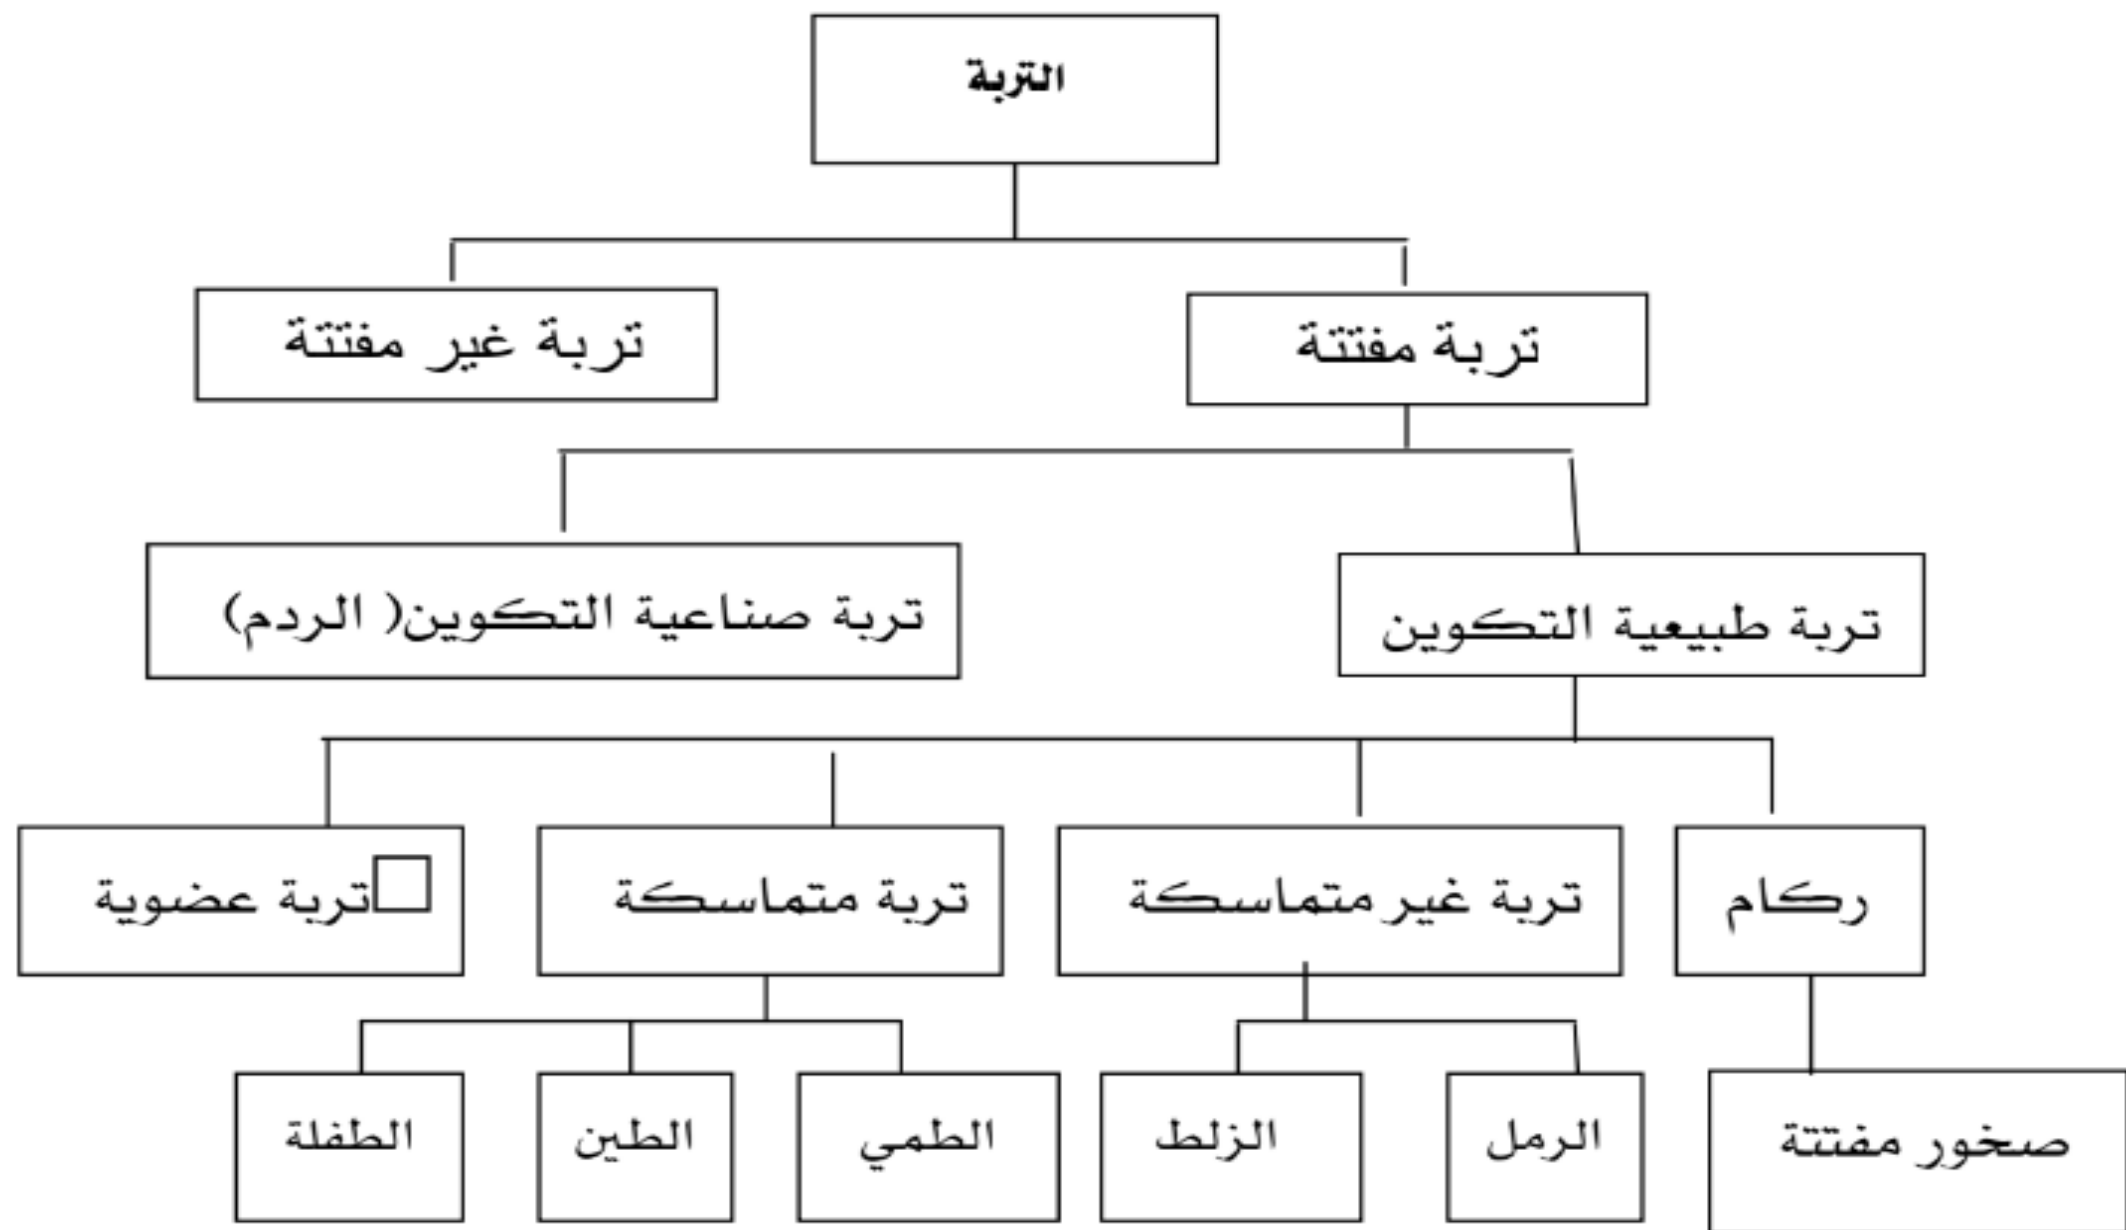 التربة
تربة مفتتة
تربة غير مفتتة
تربة طبيعية التكوين
تربة صناعية التكوين( الردم)
ركام
تربة غير متماسكة
تربة متماسكة
تربة عضوية
صخور مفتتة
الرمل
الزلط
الطمي
الطين
الطفلة